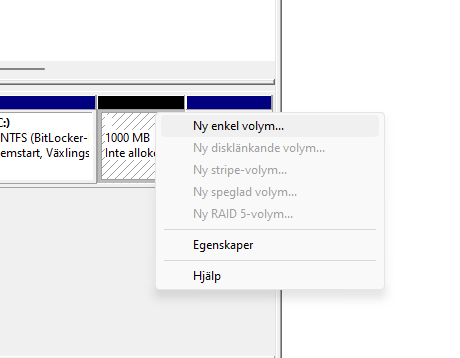 C:)
NTFS (BitLocker-
emstart, Växlings
1000 MB
Inte alloke
Ny enkel volym...
Ny disklänkande volym...
Ny stripe-volym...
Ny speglad volym...
Ny RAID 5-volym...
Egenskaper
Hjälp